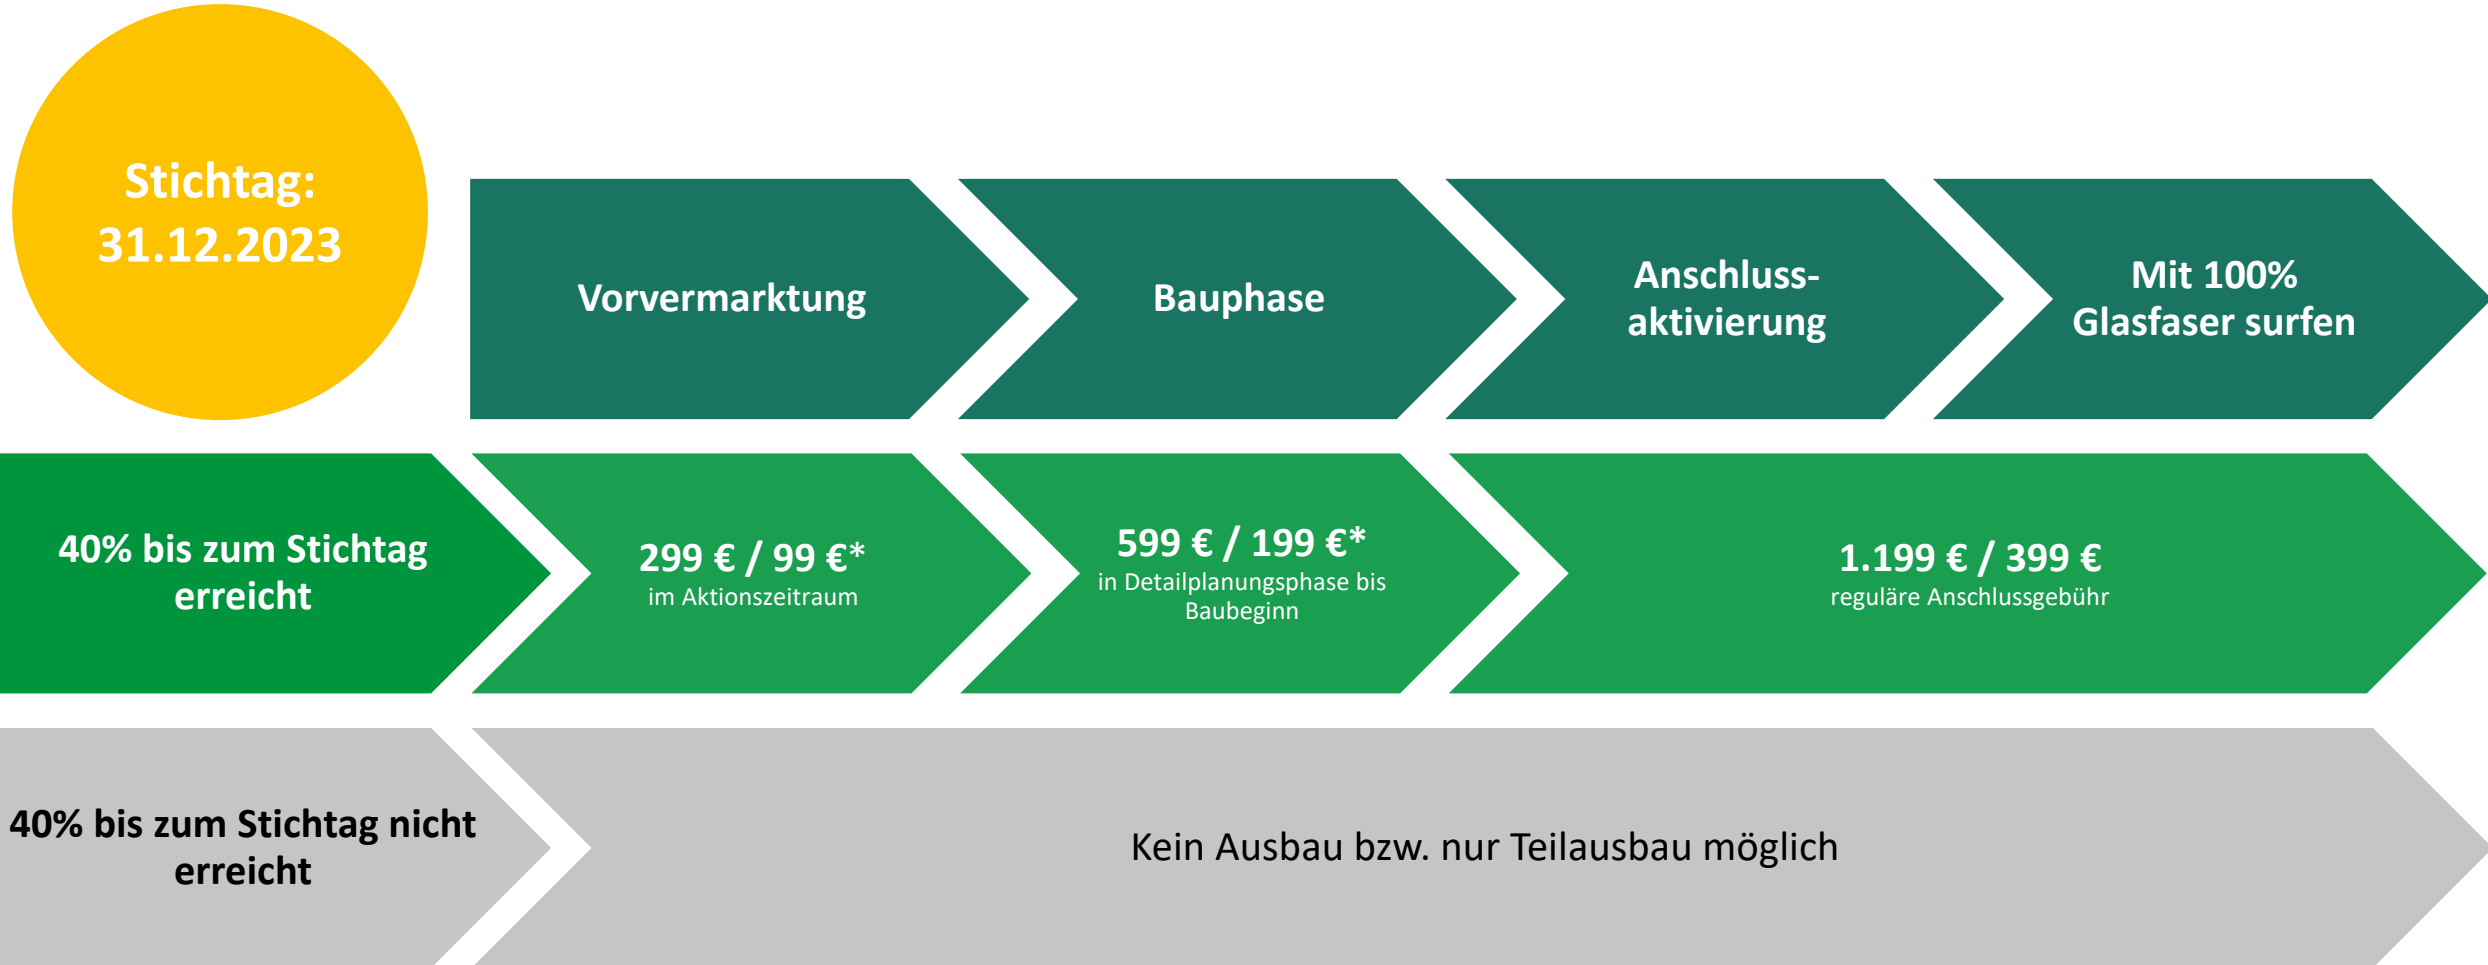 Stichtag:
31.12.2023
Vorvermarktung
Bauphase
Anschluss-
aktivierung
Mit 100%
Glasfaser surfen
40% bis zum Stichtag
erreicht
299 € / 99 €*
im Aktionszeitraum
599 € / 199 €*
in Detailplanungsphase bis
Baubeginn
1.199 € / 399 €
reguläre Anschlussgebühr
40% bis zum Stichtag nicht
erreicht
Kein Ausbau bzw. nur Teilausbau möglich